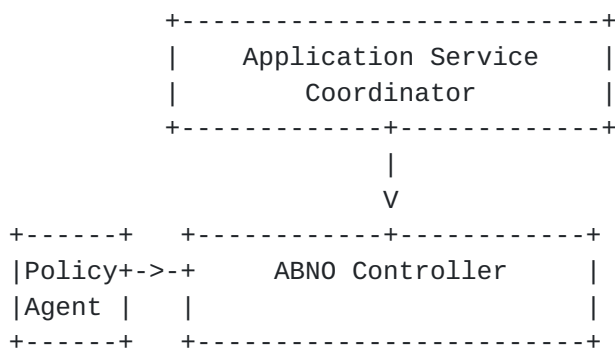 Application Service
Coordinator
Policy ABNO Controller
Agent